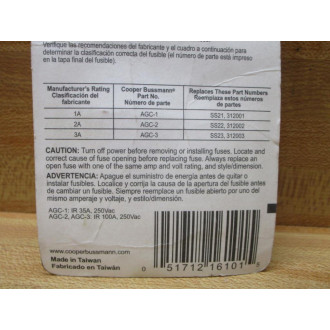 Verifique las recomendaciones del fabricante y al cuadro a continuación para
determinar la clasificación correcta del fusible (el número de parte está impreso
en la tapa final del fusible).
Manufacturer's Rating
Clasificación del
fabricante
Cooper Bussmann®
Part No.
Número de parte
Replaces These Part Numbers
Reemplaza estos números
de partes
1A AGC-1 SS21, 312001
2A AGC-2 SS22, 312002
3A AGC-3 SS23, 312003
CAUTION: Turn off power before removing or installing fuses. Locate and
correct cause of fuse opening before replacing fuse. Always replace an
open fuse with one of the same amp and volt rating, and style/dimension.
ADVERTENCIA: Apague el suministro de energía antes de quitar o
instalar fusibles. Localice y corrija la causa de la apertura del fusible antes
de cambiarlo. Siempre reemplace un fusible abierto por uno del
mismo amperaje y voltaje, y estilo/dimensión.
AGC-1: IR 35A, 250Vac
AGC-2, AGC-3: IR 100A, 250Vac
www.cooperbussmann.com
Made in Taiwan
Fabricado en Taiwán
0 51712 16101 5